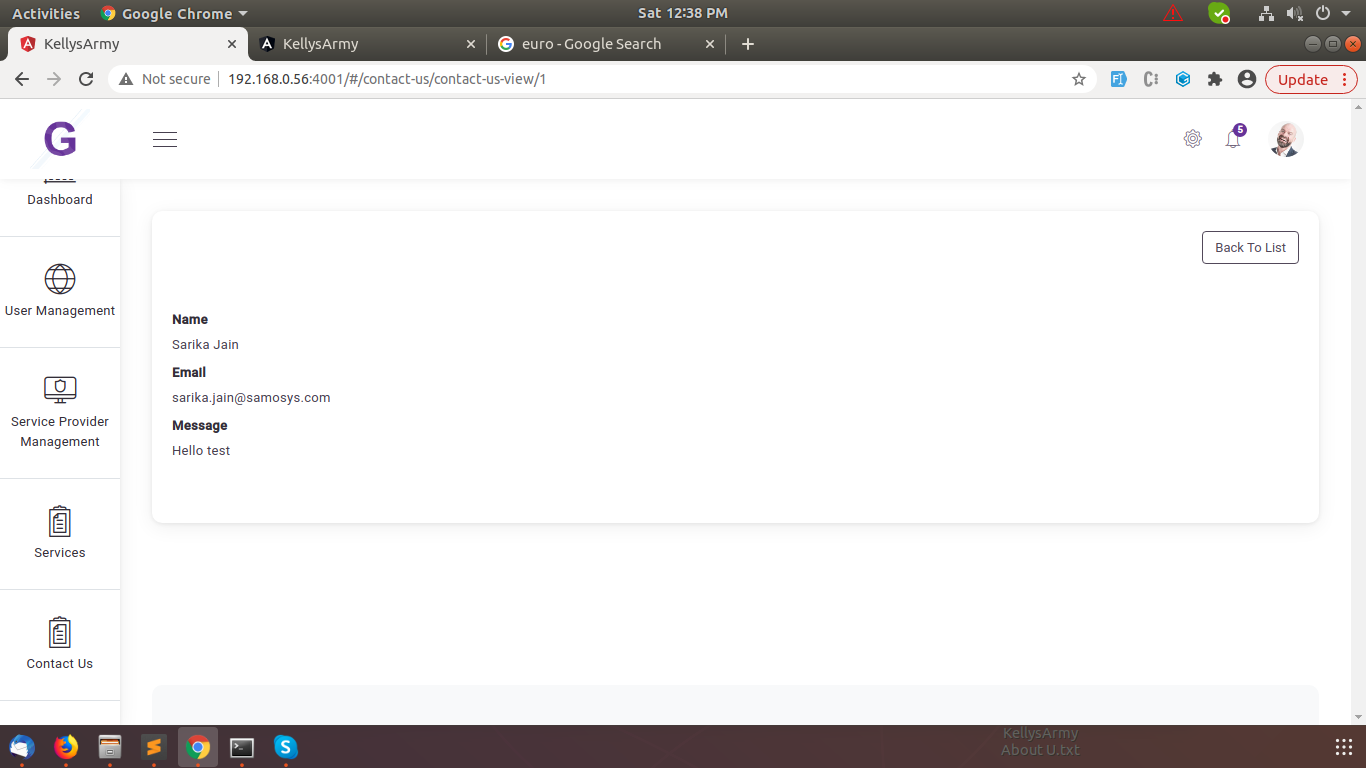 Activities
Google Chrome
Sat 12:38 PM
KellysArmy
KellysArmy
euro - Google Search
Not secure
192.168.0.56:4001/#/contact-us/contact-us-view/1
Update
G
5
Dashboard
User Management
Service Provider
Management
Services
Contact Us
Back To List
Name
Sarika Jain
Email
sarika.jain@samosys.com
Message
Hello test
KellysArmy
About U.txt